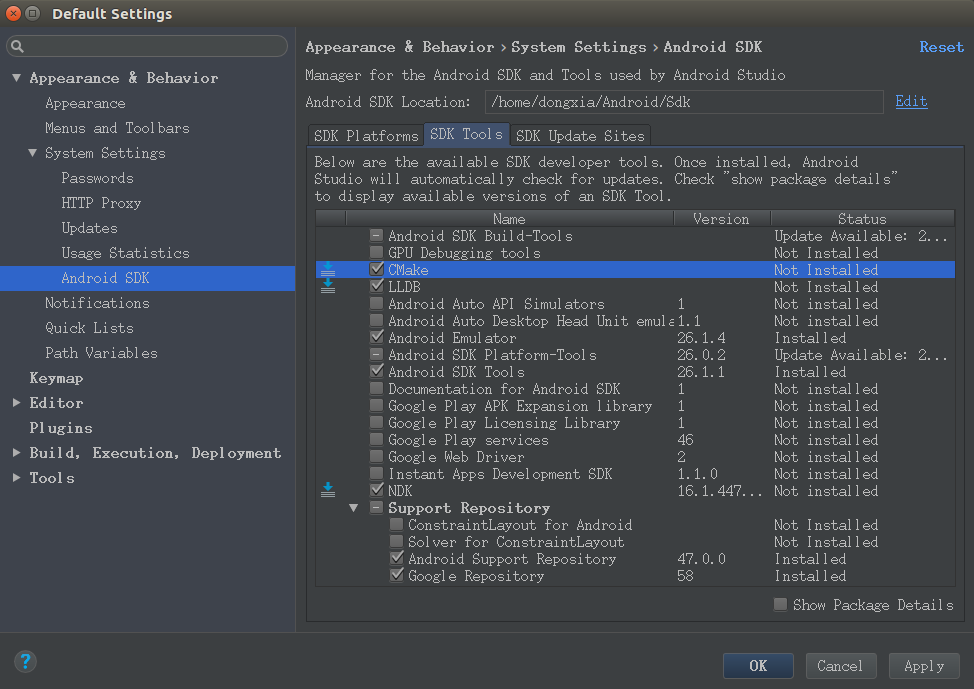 Default Settings
Appearance & Behavior › System Settings › Android SDK Reset
Manager for the Android SDK and Tools used by Android Studio
Android SDK Location: /home/dongxia/Android/Sdk Edit
Appearance & Behavior
Appearance
Menus and Toolbars
System Settings
Passwords
HTTP Proxy
Updates
Usage Statistics
Android SDK
Notifications
Quick Lists
Path Variables
Keymap
Editor
Plugins
Build, Execution, Deployment
Tools
SDK Platforms SDK Tools SDK Update Sites
Below are the available SDK developer tools. Once installed, Android
Studio will automatically check for updates. Check "show package details"
to display available versions of an SDK Tool.
Name Version Status
Android SDK Build-Tools Update Available: 2...
GPU Debugging tools Not Installed
CMake Not Installed
LLDB Not Installed
Android Auto API Simulators 1 Not installed
Android Auto Desktop Head Unit emula 1.1 Not installed
Android Emulator 26.1.4 Installed
Android SDK Platform-Tools 26.0.2 Update Available: 2...
Android SDK Tools 26.1.1 Installed
Documentation for Android SDK 1 Not installed
Google Play APK Expansion library 1 Not installed
Google Play Licensing Library 1 Not installed
Google Play services 46 Not installed
Google Web Driver 2 Not installed
Instant Apps Development SDK 1.1.0 Not installed
NDK 16.1.447... Not installed
Support Repository
ConstraintLayout for Android Not Installed
Solver for ConstraintLayout Not Installed
Android Support Repository 47.0.0 Installed
Google Repository 58 Installed
Show Package Details
? OK Cancel Apply